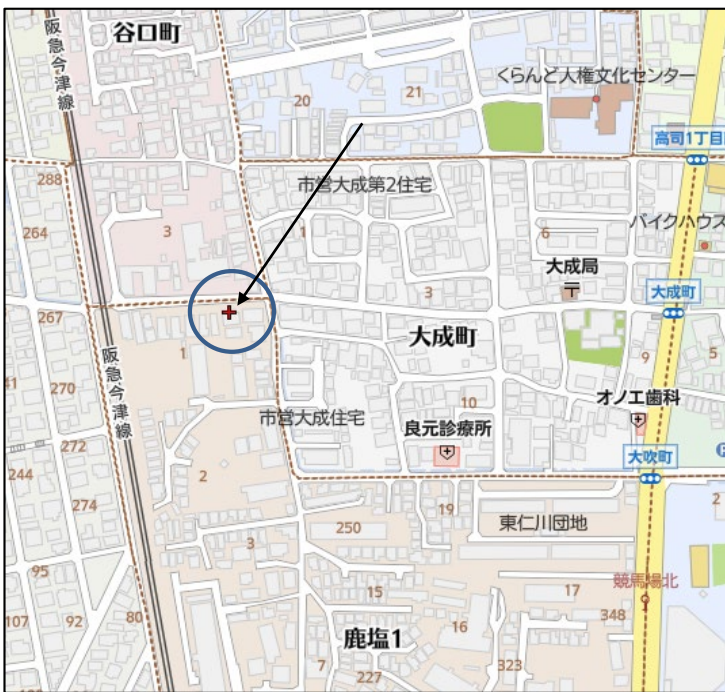 谷口町
阪急今津線
くらんど人権文化センター
20
21
高司1丁目
288
市営大成第2住宅
264
3
1
6
バイクハウス
大成局
3
大成町
267
大成町
阪急今津線
1
9
5
270
オノエ歯科
10
市営大成住宅
良元診療所
272
大吹町
244
2
274
19
2
250
東仁川団地
3
95
競馬場北
15
17
107
92
80
16
348
鹿塩1
7
323
227